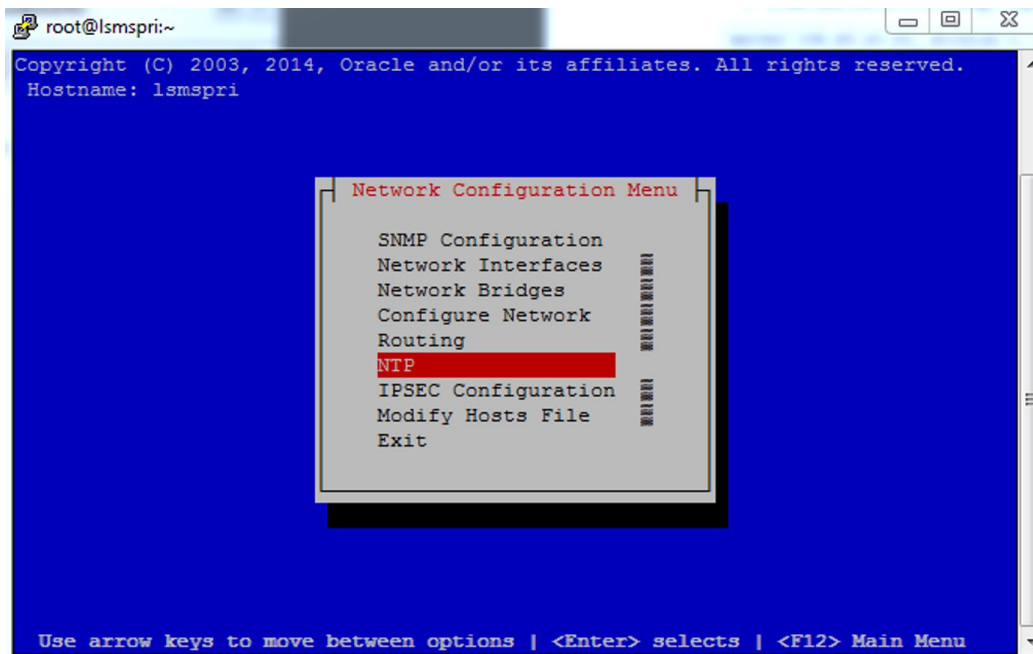 root@lsmspri:~
Copyright (C) 2003, 2014, Oracle and/or its affiliates. All rights reserved.
Hostname: lsmspri
Network Configuration Menu
SNMP Configuration
Network Interfaces
Network Bridges
Configure Network
Routing
NTP
IPSEC Configuration
Modify Hosts File
Exit
Use arrow keys to move between options | <Enter> selects | <F12> Main Menu